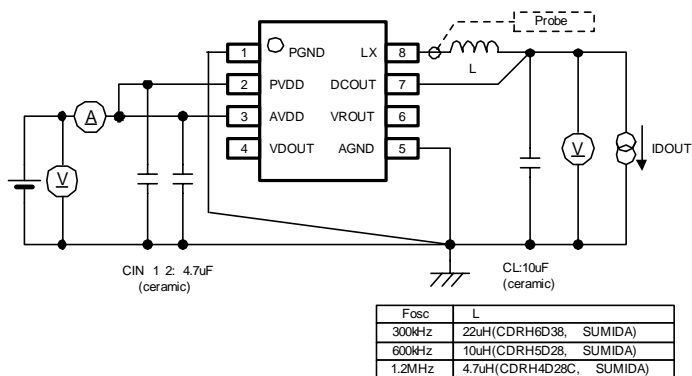 Probe
1 PGND LX 8
L
2 PVDD DCOUT 7
3 AVDD VROUT 6
4 VDOUT AGND 5
A
V
V
IDOUT
CIN 1 2: 4.7uF
(ceramic)
CL:10uF
(ceramic)
Fosc L
300kHz 22uH(CDRH6D38, SUMIDA)
600kHz 10uH(CDRH5D28, SUMIDA)
1.2MHz 4.7uH(CDRH4D28C, SUMIDA)